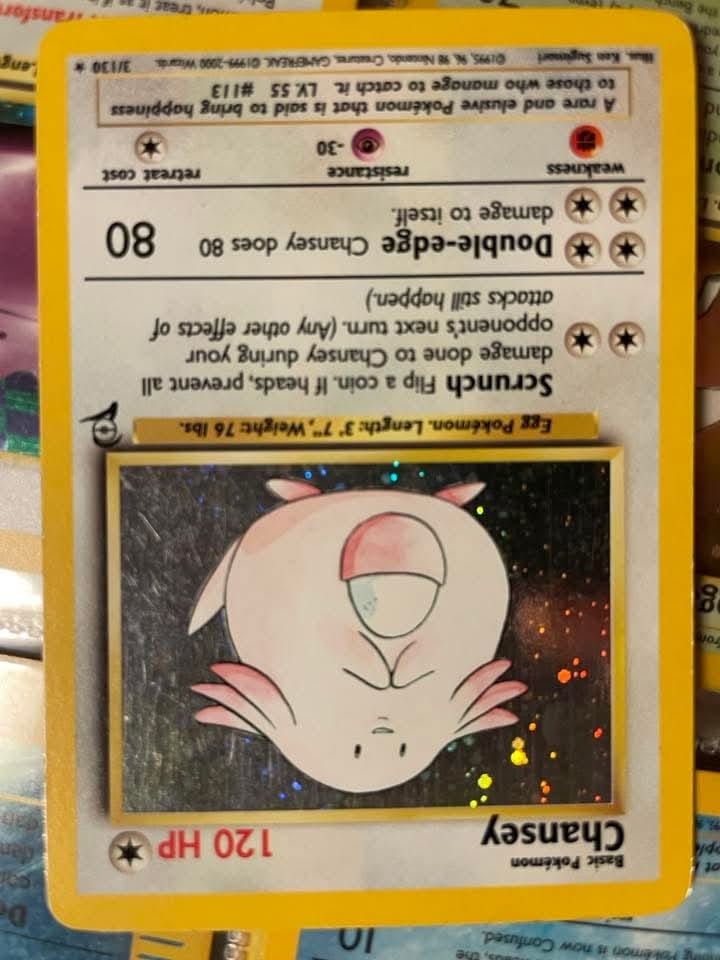 Basic Pokémon
Chansey
120 HP
Egg Pokémon. Length: 3' 7", Weight: 76 lbs.
Scrunch Flip a coin. If heads, prevent all
damage done to Chansey during your
opponent's next turn. (Any other effects of
attacks still happen.)
Double-edge Chansey does 80
damage to itself.
80
weakness
resistance
retreat cost
-30
A rare and elusive Pokémon that is said to bring happiness
to those who manage to catch it. LV. 55 #113
Illus. Ken Sugimori
©1995, 96, 98 Nintendo, Creatures, GAMEFREAK. ©1999-2000 Wizards.
3/130 ★
10
is now Confused.